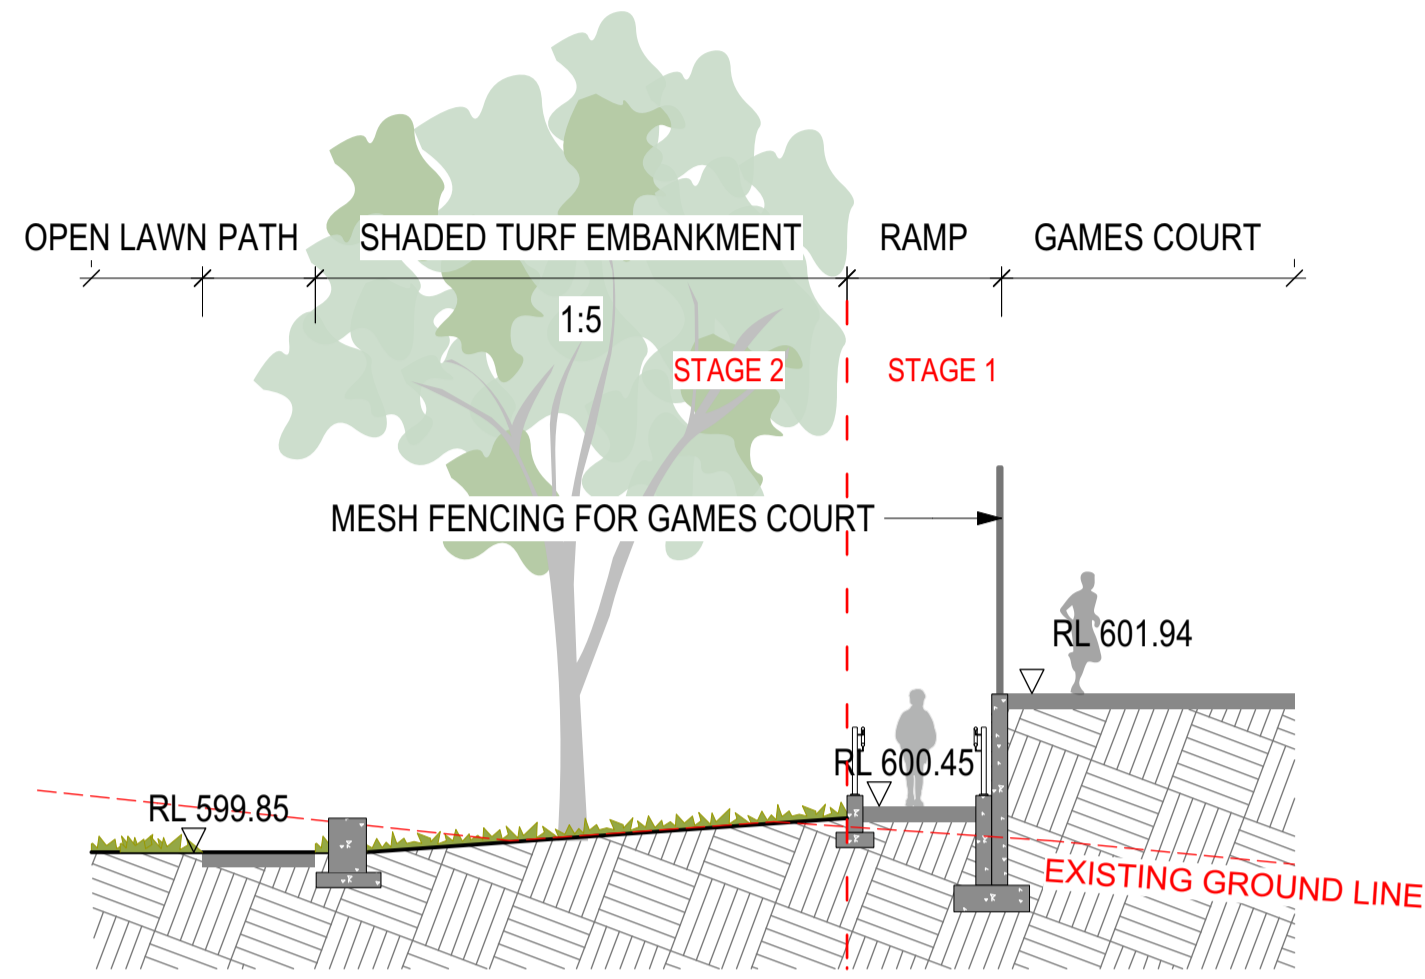 OPEN LAWN PATH SHADED TURF EMBANKMENT RAMP GAMES COURT
1:5
STAGE 2 STAGE 1
MESH FENCING FOR GAMES COURT
RL 601.94
RL 600.45
RL 599.85
EXISTING GROUND LINE